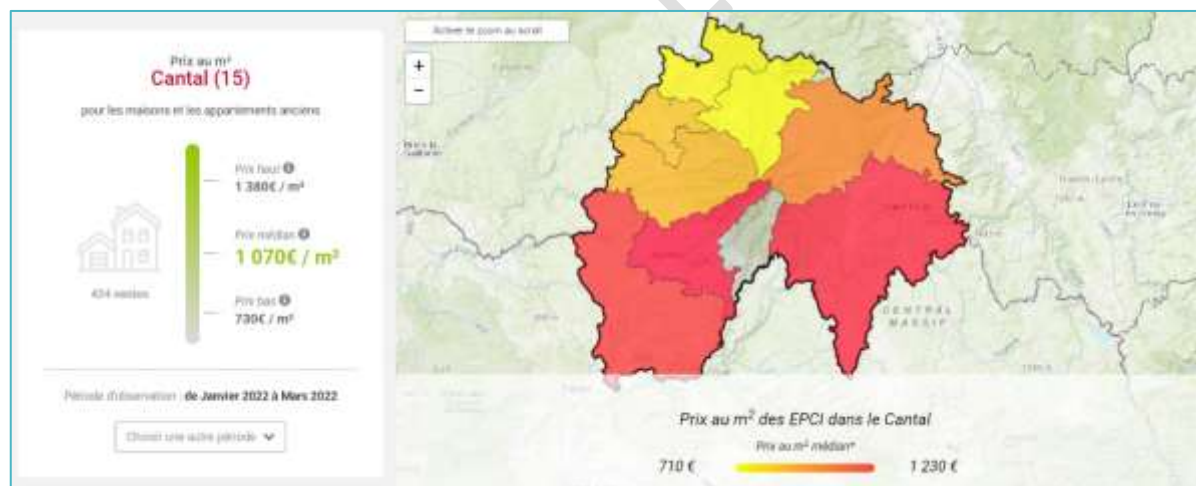 Prix au m²
Cantal (15)
pour les maisons et les appartements anciens
Prix haut
1 380€ / m²
Prix médian
1 070€ / m²
434 ventes
Prix bas
730€ / m²
Période d'observation : de Janvier 2022 à Mars 2022
Choisir une autre période
Activer le zoom au scroll
+
−
CENTRAL
MASSIF
Prix au m² des EPCI dans le Cantal
Prix au m² médian*
710 €
1 230 €